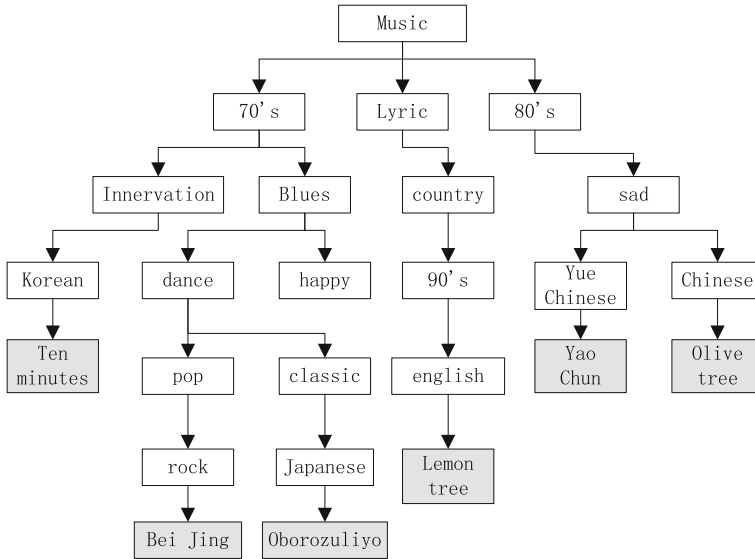 Music
70's
Lyric
80's
Innervation
Blues
country
sad
Korean
dance
happy
90's
Yue
Chinese
Chinese
Ten
minutes
pop
classic
english
Yao
Chun
Olive
tree
rock
Japanese
Lemon
tree
Bei Jing
Oborozuliyo